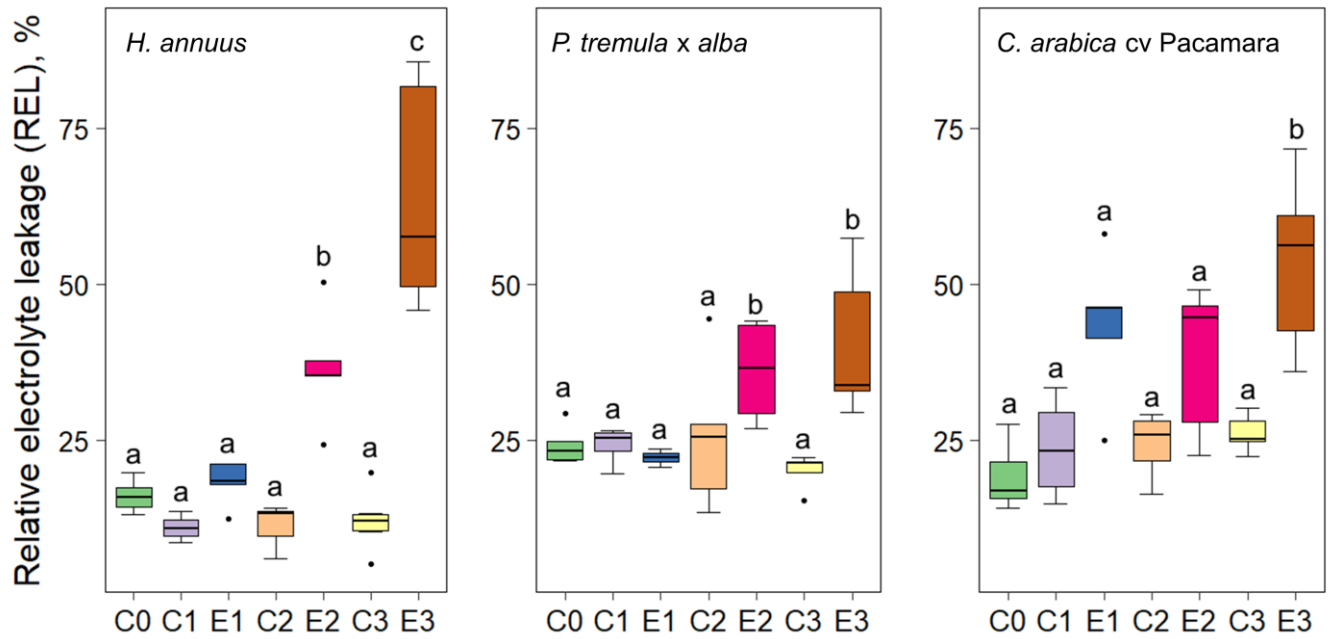 Relative electrolyte leakage (REL), %
H. annuus
75
50
25
a
a
a
a
b
a
c
C0 C1 E1 C2 E2 C3 E3
P. tremula x alba
75
50
25
a
a
a
a
b
a
b
C0 C1 E1 C2 E2 C3 E3
C. arabica cv Pacamara
75
50
25
a
a
a
a
a
a
b
C0 C1 E1 C2 E2 C3 E3